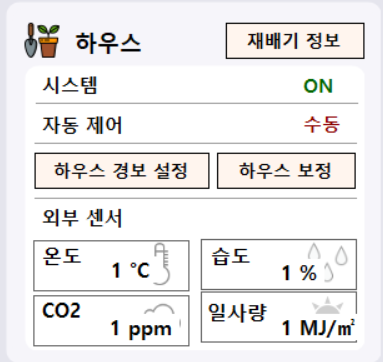 하우스 재배기 정보
시스템 ON
자동 제어 수동
하우스 경보 설정 하우스 보정
외부 센서
온도 습도
1 °C 1 %
CO2 일사량
1 ppm 1 MJ/㎡